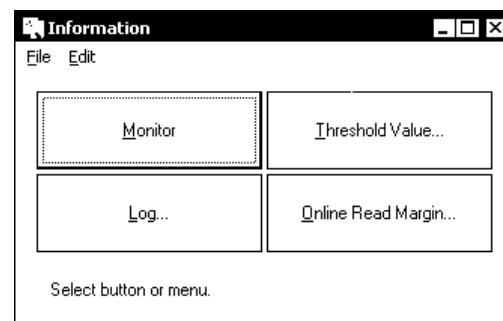 Information
File Edit
Monitor
Threshold Value...
Log...
Online Read Margin...
Select button or menu.